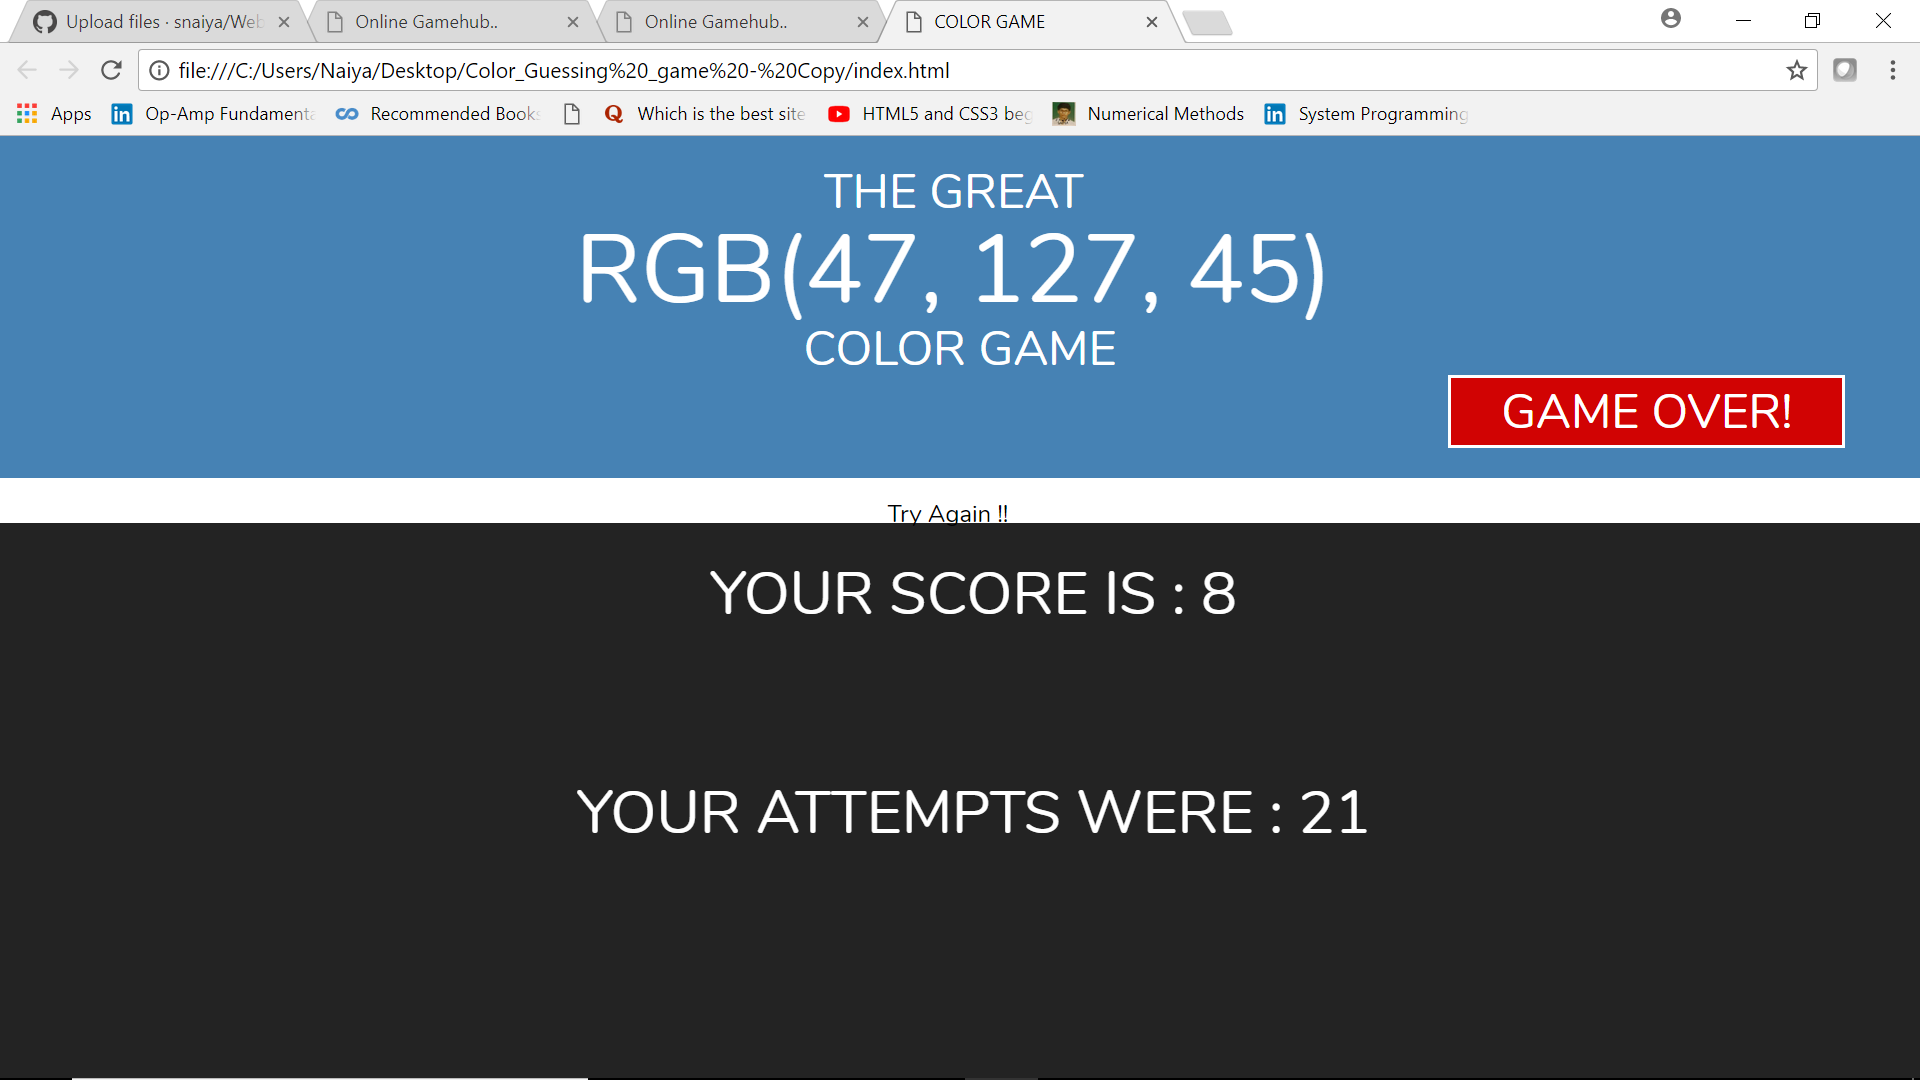 Upload files · snaiya/Web
Online Gamehub..
Online Gamehub..
COLOR GAME
file:///C:/Users/Naiya/Desktop/Color_Guessing%20_game%20-%20Copy/index.html
Apps
Op-Amp Fundamenta
Recommended Books
Which is the best site
HTML5 and CSS3 beg
Numerical Methods
System Programming
THE GREAT
RGB(47, 127, 45)
COLOR GAME
GAME OVER!
Try Again !!
YOUR SCORE IS : 8
YOUR ATTEMPTS WERE : 21